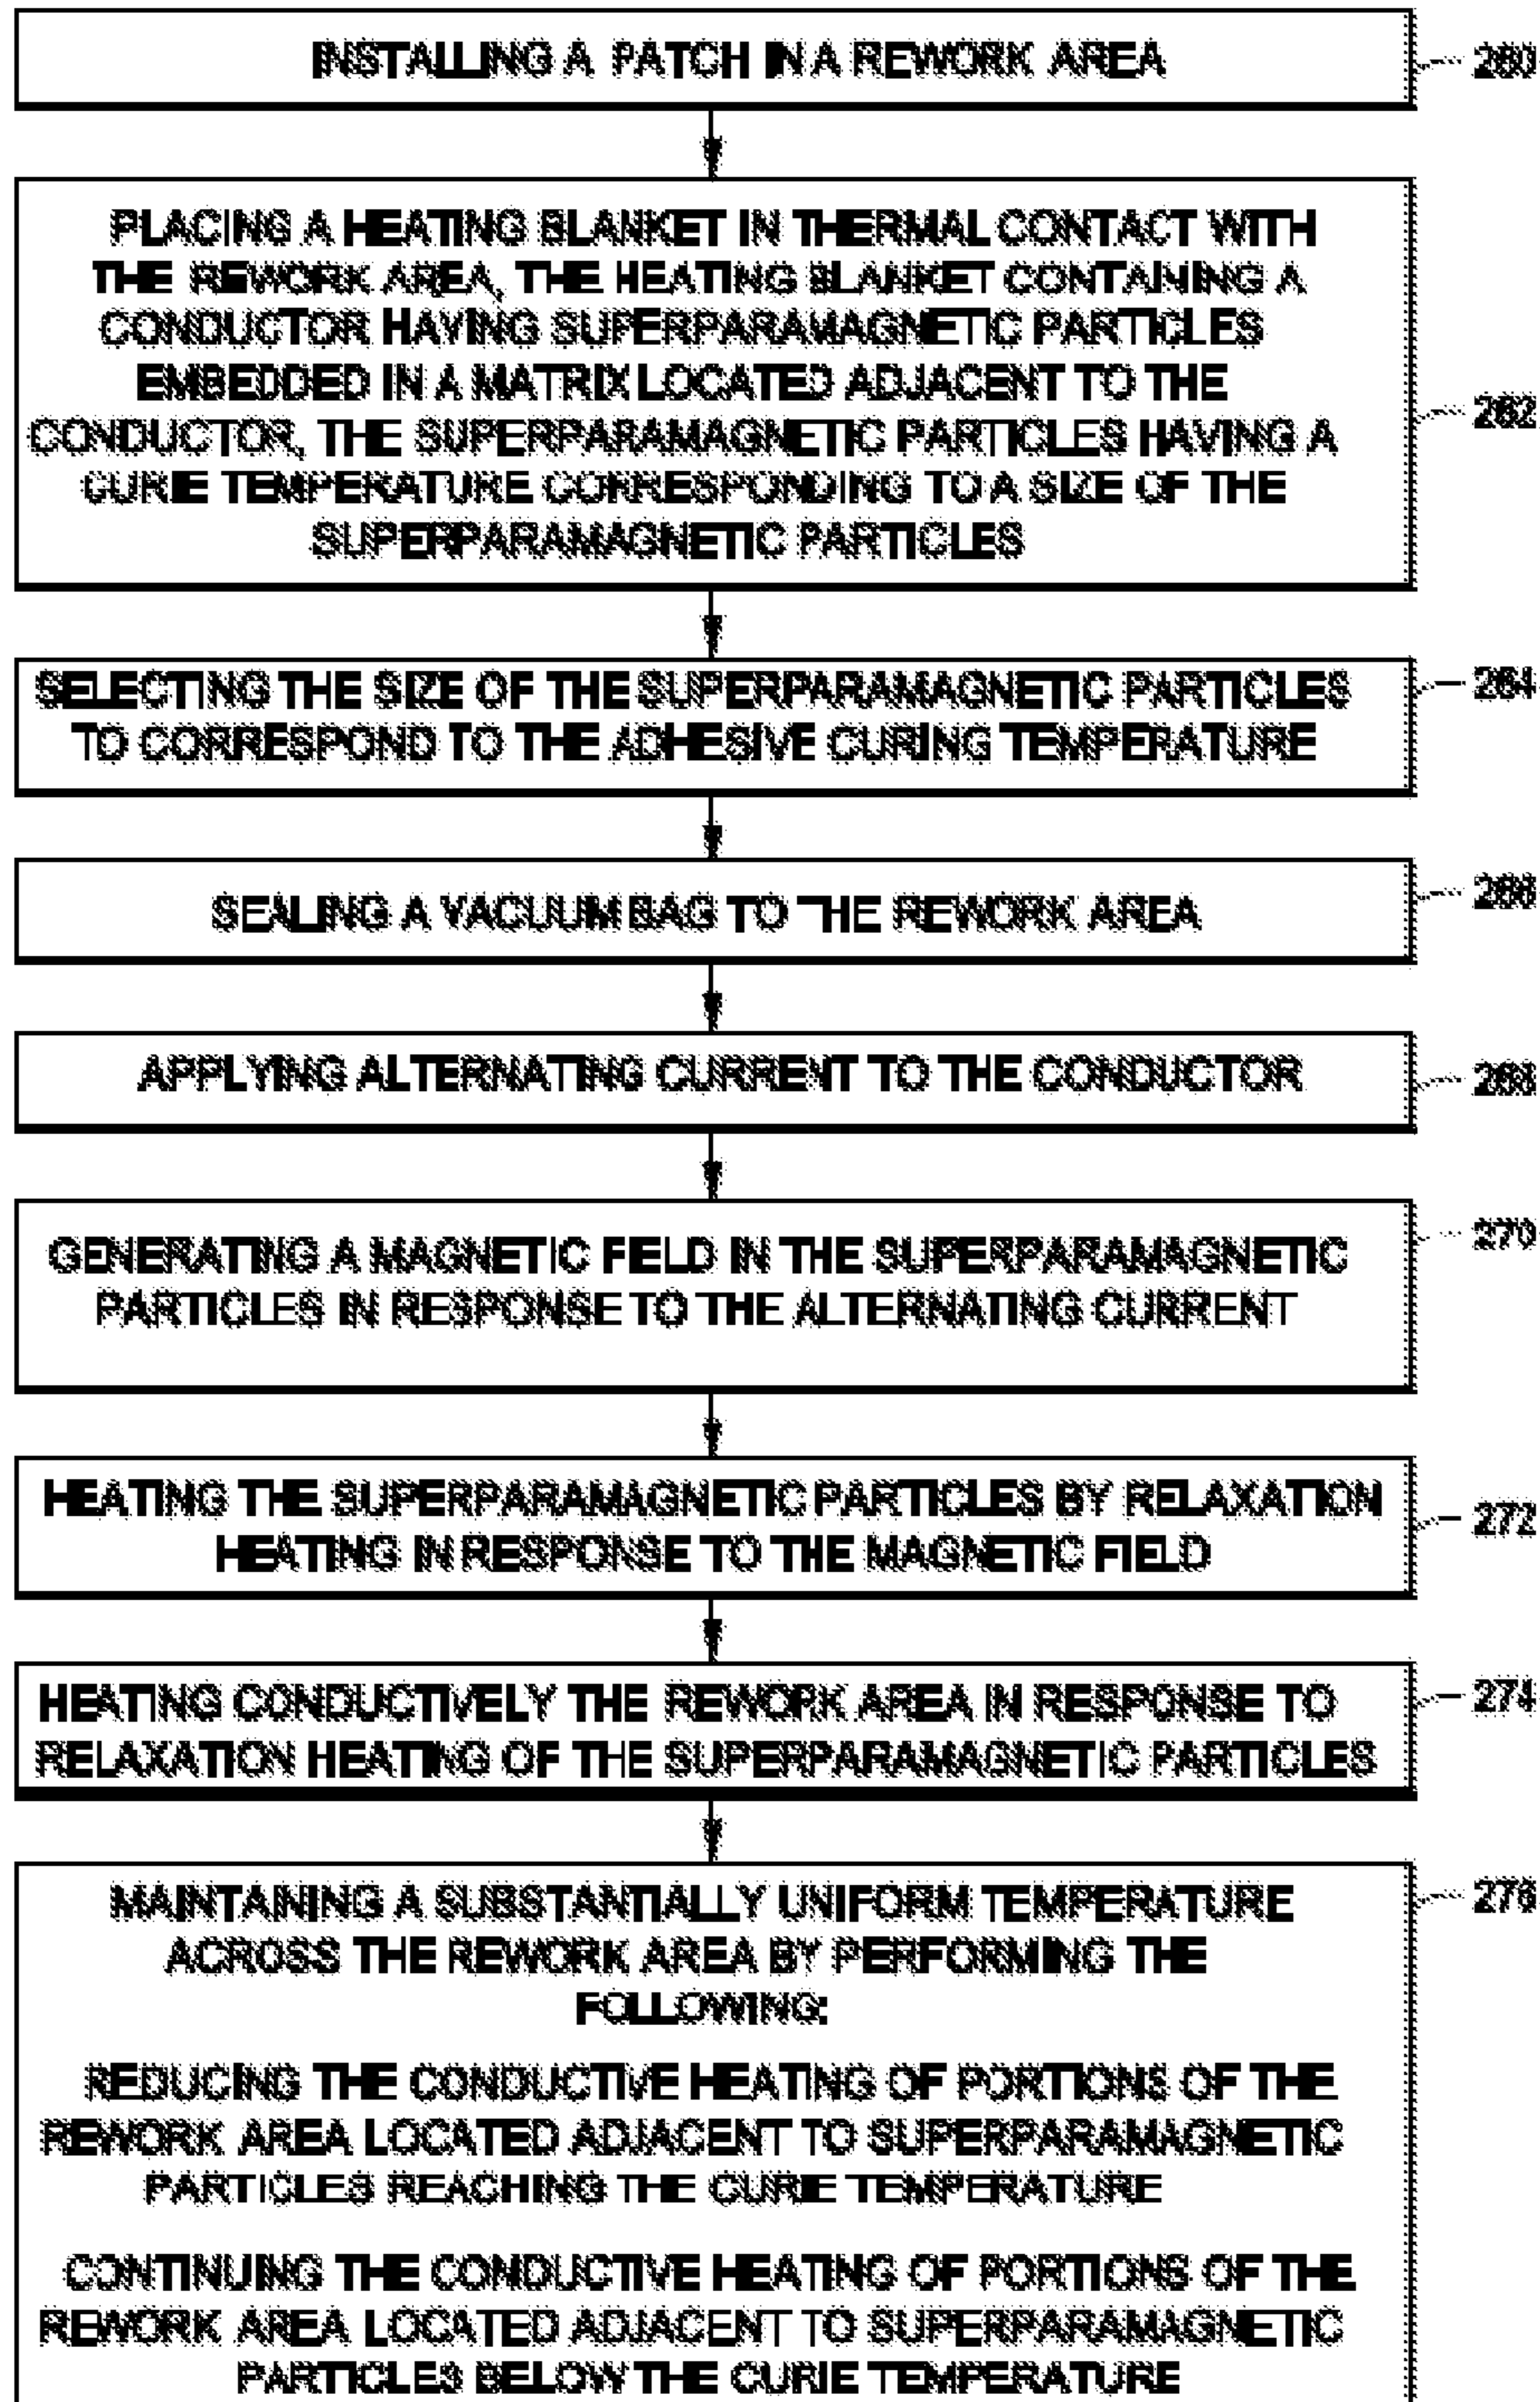 INSTALLING A PATCH IN A REWORK AREA
260
PLACING A HEATING BLANKET IN THERMAL CONTACT WITH
THE REWORK AREA, THE HEATING BLANKET CONTAINING A
CONDUCTOR HAVING SUPERPARAMAGNETIC PARTICLES
EMBEDDED IN A MATRIX LOCATED ADJACENT TO THE
CONDUCTOR, THE SUPERPARAMAGNETIC PARTICLES HAVING A
CURIE TEMPERATURE CORRESPONDING TO A SIZE OF THE
SUPERPARAMAGNETIC PARTICLES
262
SELECTING THE SIZE OF THE SUPERPARAMAGNETIC PARTICLES
TO CORRESPOND TO THE ADHESIVE CURING TEMPERATURE
264
SEALING A VACUUM BAG TO THE REWORK AREA
266
APPLYING ALTERNATING CURRENT TO THE CONDUCTOR
268
GENERATING A MAGNETIC FIELD IN THE SUPERPARAMAGNETIC
PARTICLES IN RESPONSE TO THE ALTERNATING CURRENT
270
HEATING THE SUPERPARAMAGNETIC PARTICLES BY RELAXATION
HEATING IN RESPONSE TO THE MAGNETIC FIELD
272
HEATING CONDUCTIVELY THE REWORK AREA IN RESPONSE TO
RELAXATION HEATING OF THE SUPERPARAMAGNETIC PARTICLES
274
MAINTAINING A SUBSTANTIALLY UNIFORM TEMPERATURE
ACROSS THE REWORK AREA BY PERFORMING THE
FOLLOWING:
REDUCING THE CONDUCTIVE HEATING OF PORTIONS OF THE
REWORK AREA LOCATED ADJACENT TO SUPERPARAMAGNETIC
PARTICLES REACHING THE CURIE TEMPERATURE
CONTINUING THE CONDUCTIVE HEATING OF PORTIONS OF THE
REWORK AREA LOCATED ADJACENT TO SUPERPARAMAGNETIC
PARTICLES BELOW THE CURIE TEMPERATURE
276